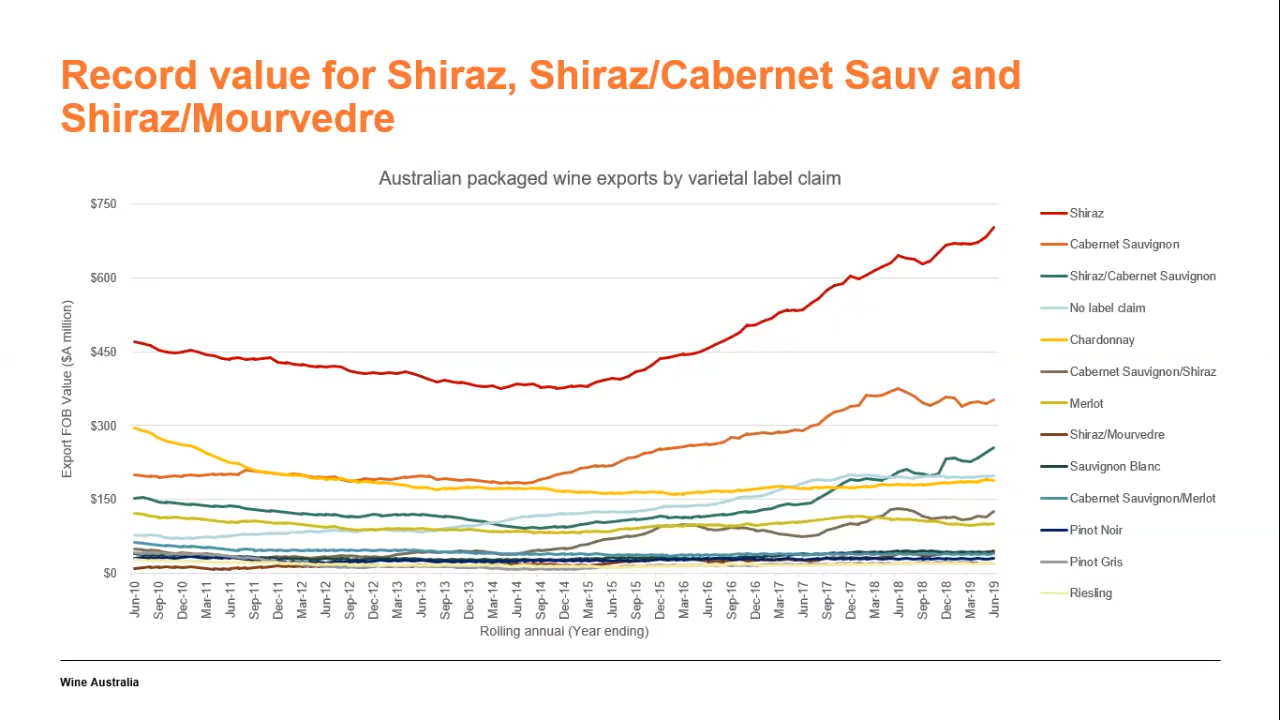 Record value for Shiraz, Shiraz/Cabernet Sauv and
Shiraz/Mourvedre
Australian packaged wine exports by varietal label claim
Export FOB Value ($A million)
$750
$600
$450
$300
$150
$0
Jun-10
Sep-10
Dec-10
Mar-11
Jun-11
Sep-11
Dec-11
Mar-12
Jun-12
Sep-12
Dec-12
Mar-13
Jun-13
Sep-13
Dec-13
Mar-14
Jun-14
Sep-14
Dec-14
Mar-15
Jun-15
Sep-15
Dec-15
Mar-16
Jun-16
Sep-16
Dec-16
Mar-17
Jun-17
Sep-17
Dec-17
Mar-18
Jun-18
Sep-18
Dec-18
Mar-19
Jun-19
Rolling annual (Year ending)
Shiraz
Cabernet Sauvignon
Shiraz/Cabernet Sauvignon
No label claim
Chardonnay
Cabernet Sauvignon/Shiraz
Merlot
Shiraz/Mourvedre
Sauvignon Blanc
Cabernet Sauvignon/Merlot
Pinot Noir
Pinot Gris
Riesling
Wine Australia